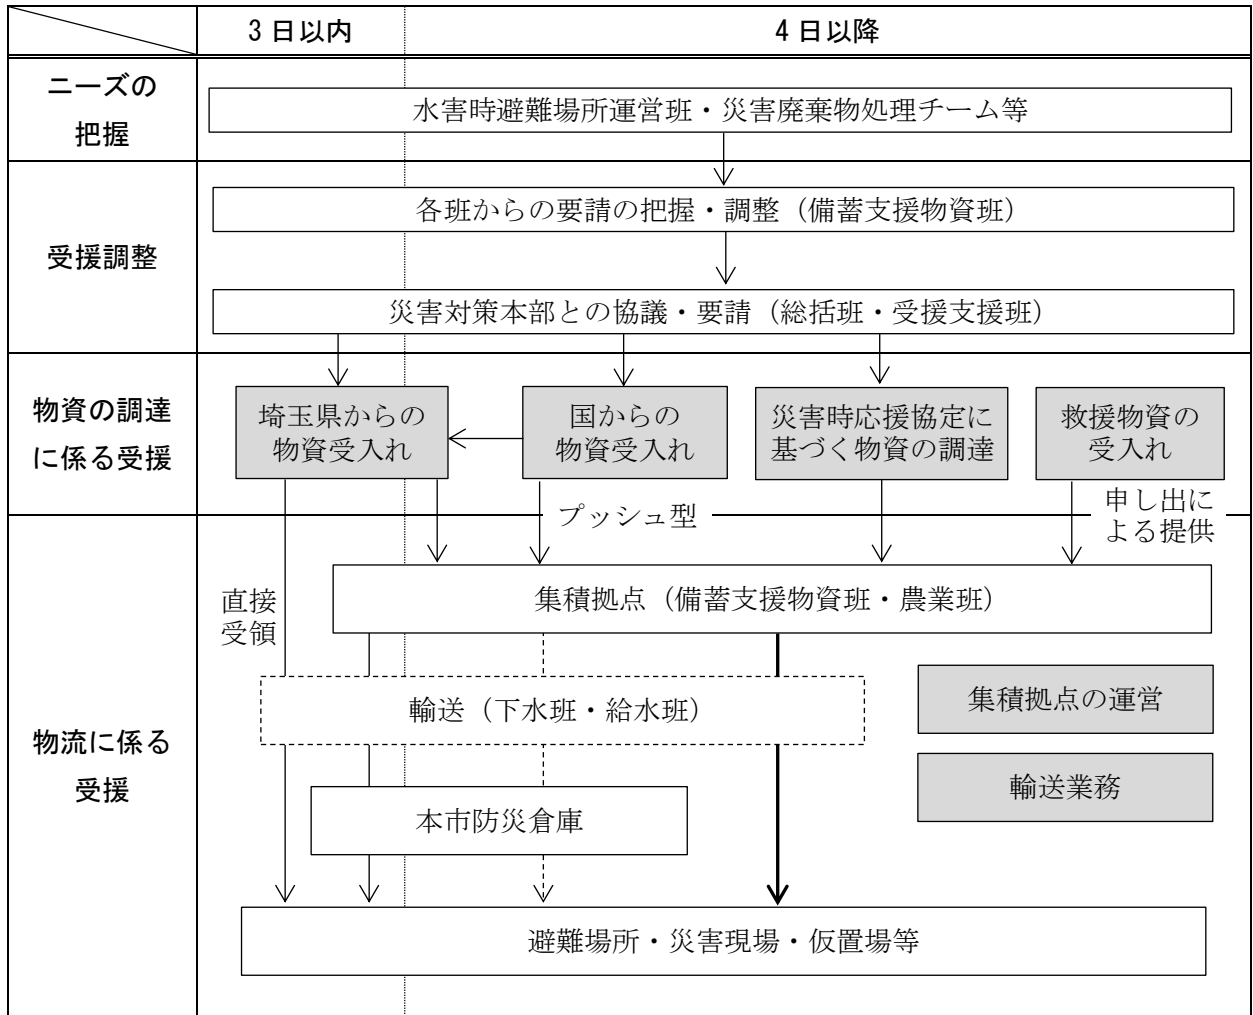 3日以内
4日以降
ニーズの
把握
水害時避難場所運営班・災害廃棄物処理チーム等
受援調整
各班からの要請の把握・調整（備蓄支援物資班）
災害対策本部との協議・要請（総括班・受援支援班）
物資の調達
に係る受援
埼玉県からの
物資受入れ
国からの
物資受入れ
災害時応援協定に
基づく物資の調達
救援物資の
受入れ
プッシュ型
申し出に
よる提供
物流に係る
受援
直接
受領
集積拠点（備蓄支援物資班・農業班）
輸送（下水班・給水班）
集積拠点の運営
輸送業務
本市防災倉庫
避難場所・災害現場・仮置場等